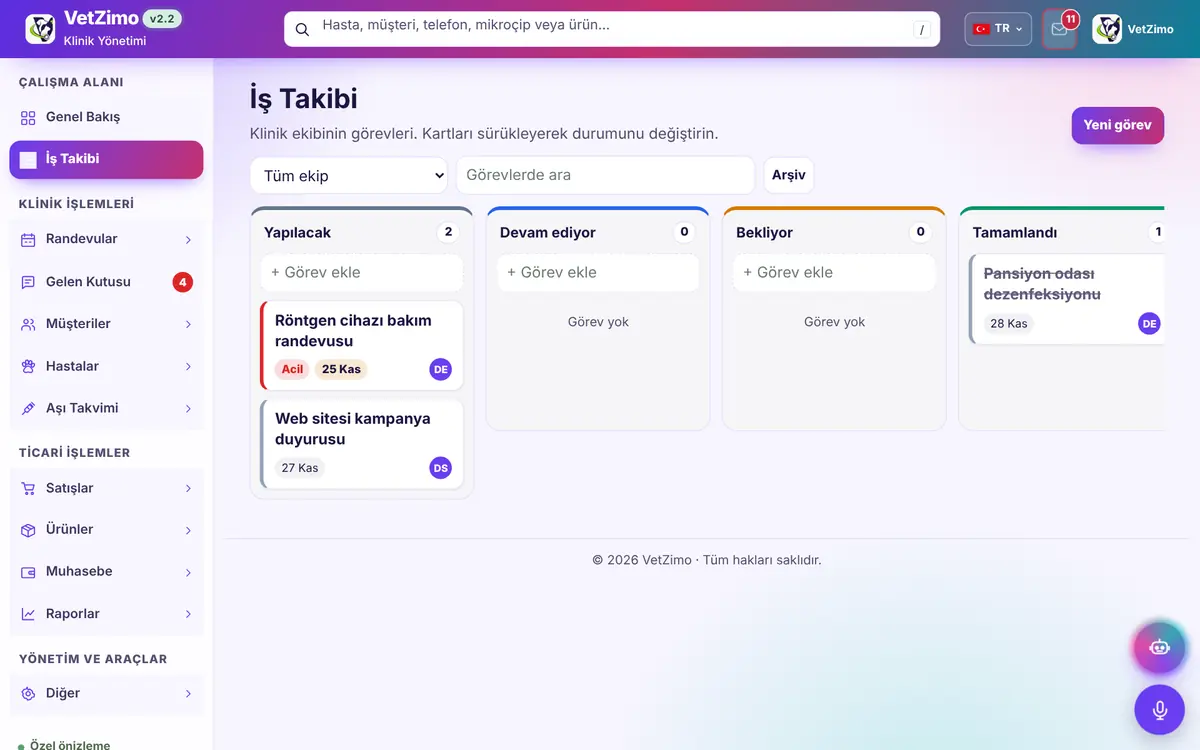 VetZimo v2.2
Klinik Yönetimi
Hasta, müşteri, telefon, mikroçip veya ürün...
/
TR
11
VetZimo
ÇALIŞMA ALANI
Genel Bakış
İş Takibi
KLİNİK İŞLEMLERİ
Randevular
Gelen Kutusu
4
Müşteriler
Hastalar
Aşı Takvimi
TİCARİ İŞLEMLER
Satışlar
Ürünler
Muhasebe
Raporlar
YÖNETİM VE ARAÇLAR
Diğer
Özel önizleme
İş Takibi
Klinik ekibinin görevleri. Kartları sürükleyerek durumunu değiştirin.
Yeni görev
Tüm ekip
Görevlerde ara
Arşiv
Yapılacak 2
+ Görev ekle
Röntgen cihazı bakım
randevusu
Acil 25 Kas DE
Web sitesi kampanya
duyurusu
27 Kas DS
Devam ediyor 0
+ Görev ekle
Görev yok
Bekliyor 0
+ Görev ekle
Görev yok
Tamamlandı 1
Pansiyon odası
dezenfeksiyonu
28 Kas DE
© 2026 VetZimo · Tüm hakları saklıdır.